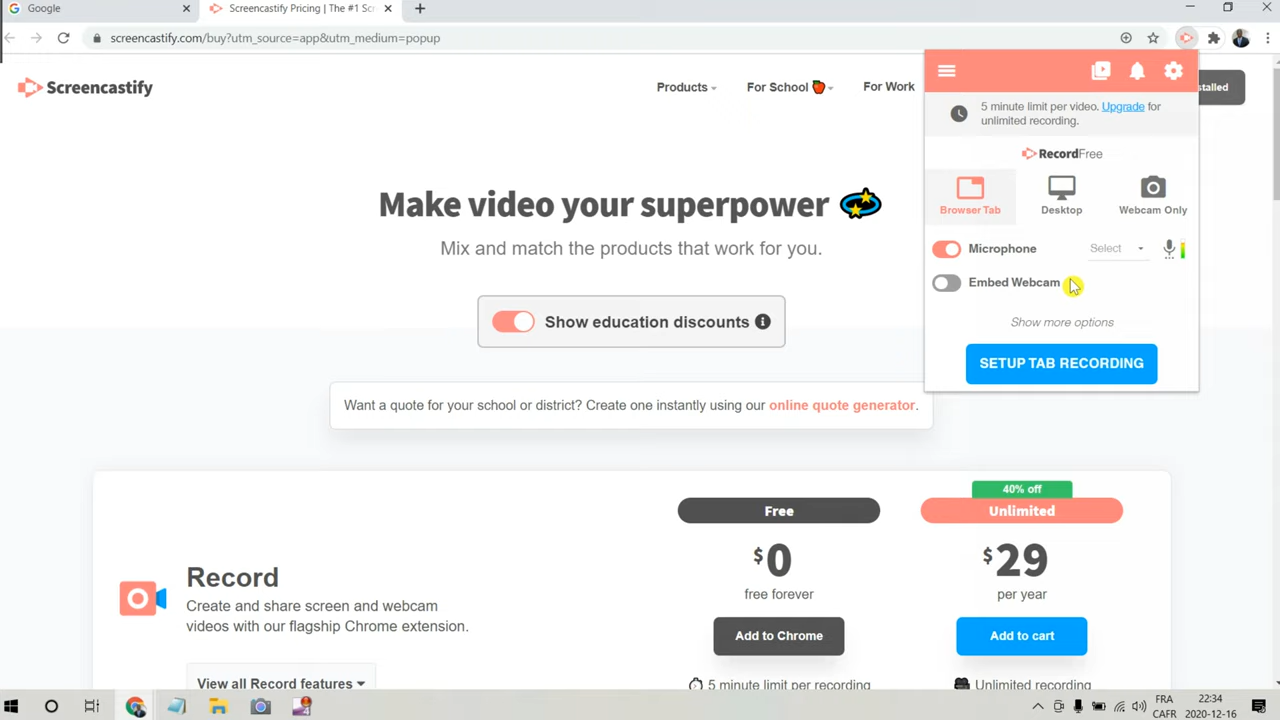 Google
Screencastify Pricing | The #1 Scr
screencastify.com/buy?utm_source=app&utm_medium=popup
Screencastify
Products
For School
For Work
stalled
5 minute limit per video. Upgrade for
unlimited recording.
RecordFree
Browser Tab
Desktop
Webcam Only
Microphone
Select
Embed Webcam
Show more options
SETUP TAB RECORDING
Make video your superpower
Mix and match the products that work for you.
Show education discounts
Want a quote for your school or district? Create one instantly using our online quote generator.
40% off
Free
Unlimited
$0
$29
free forever
per year
Record
Create and share screen and webcam
videos with our flagship Chrome extension.
Add to Chrome
Add to cart
View all Record features
5 minute limit per recording
Unlimited recording
FRA
CAFR
22:34
2020-12-16